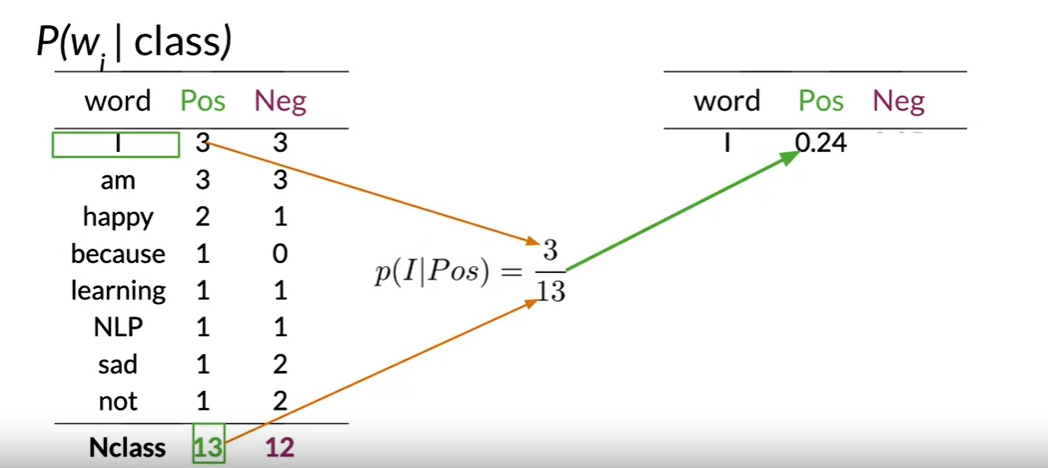 P(w_i | class)
word Pos Neg
I 3 3
am 3 3
happy 2 1
because 1 0
learning 1 1
NLP 1 1
sad 1 2
not 1 2
Nclass 13 12
p(I|Pos) = 3/13
word Pos Neg
I 0.24